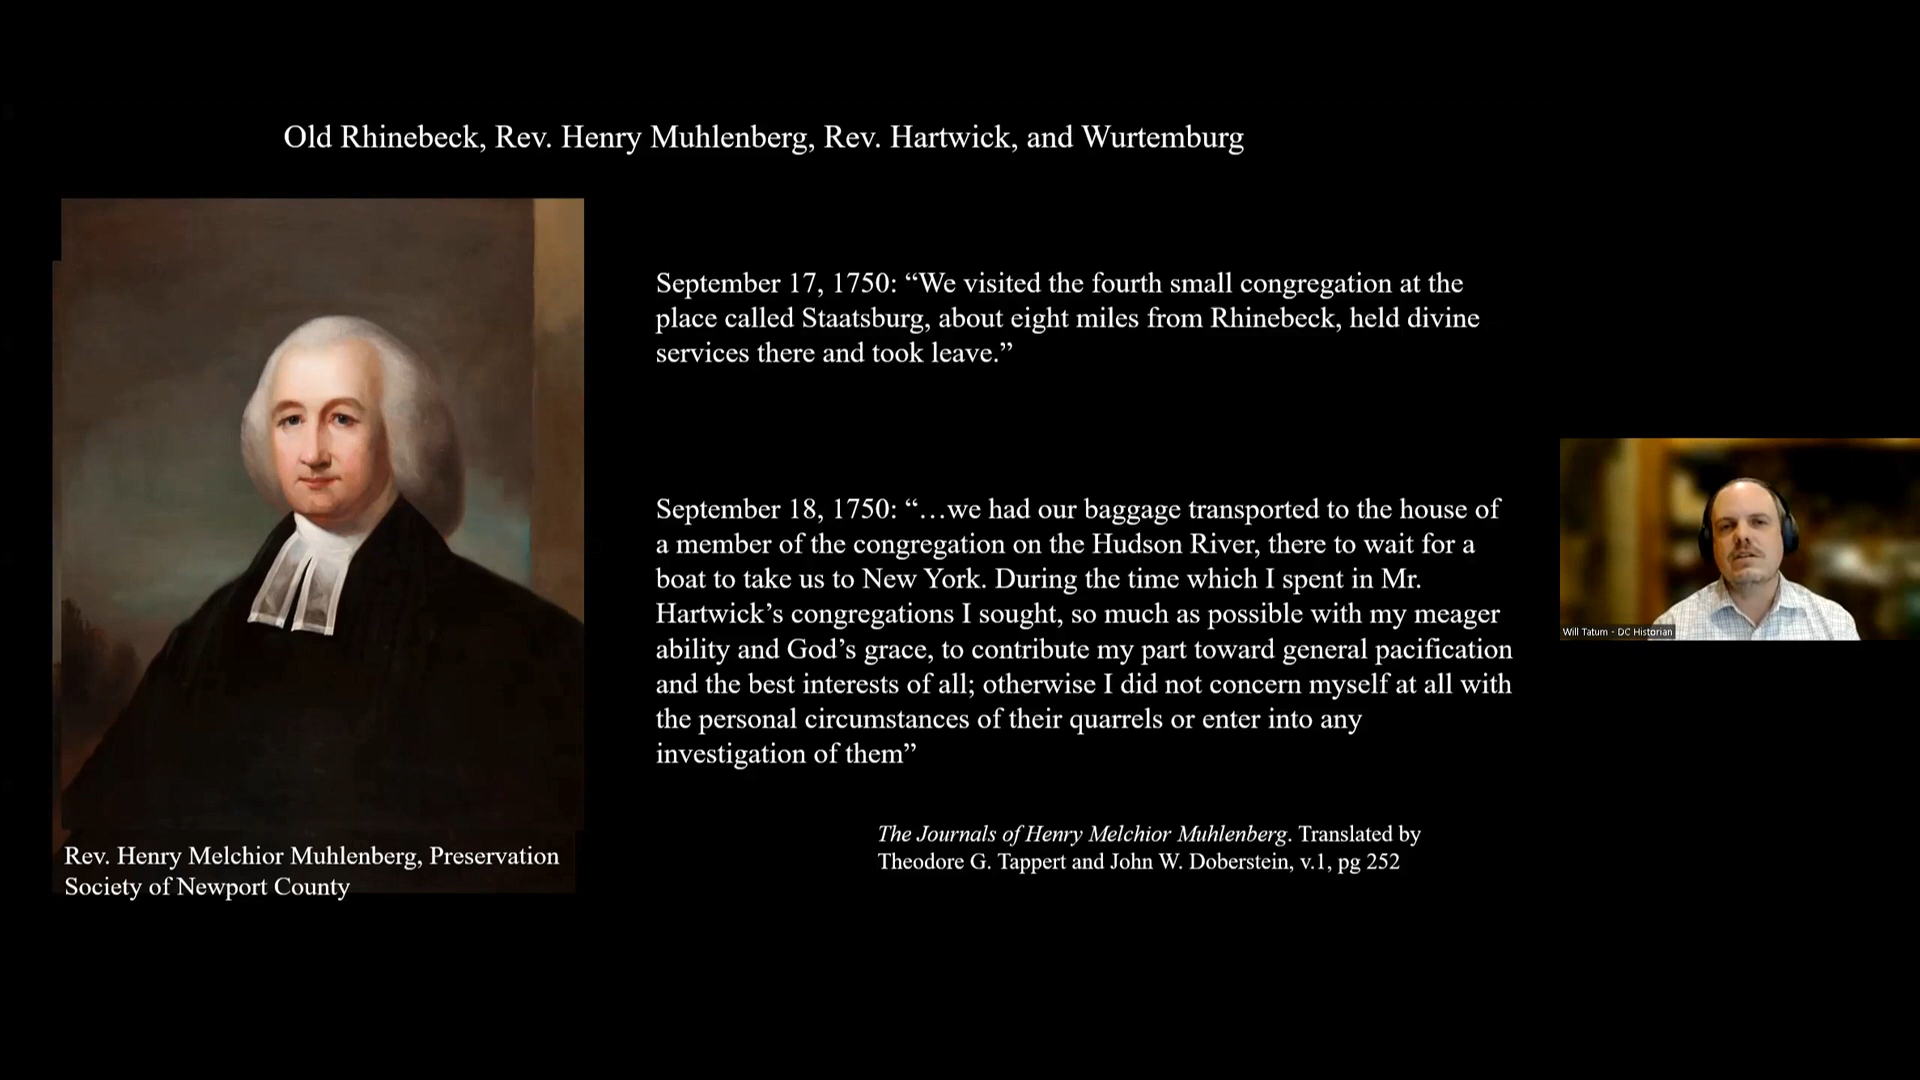 Old Rhinebeck, Rev. Henry Muhlenberg, Rev. Hartwick, and Wurtemburg
September 17, 1750: “We visited the fourth small congregation at the
place called Staatsburg, about eight miles from Rhinebeck, held divine
services there and took leave.”
September 18, 1750: “…we had our baggage transported to the house of
a member of the congregation on the Hudson River, there to wait for a
boat to take us to New York. During the time which I spent in Mr.
Hartwick’s congregations I sought, so much as possible with my meager
ability and God’s grace, to contribute my part toward general pacification
and the best interests of all; otherwise I did not concern myself at all with
the personal circumstances of their quarrels or enter into any
investigation of them”
The Journals of Henry Melchior Muhlenberg. Translated by
Theodore G. Tappert and John W. Doberstein, v.1, pg 252
Rev. Henry Melchior Muhlenberg, Preservation
Society of Newport County
Will Tatum - DC Historian